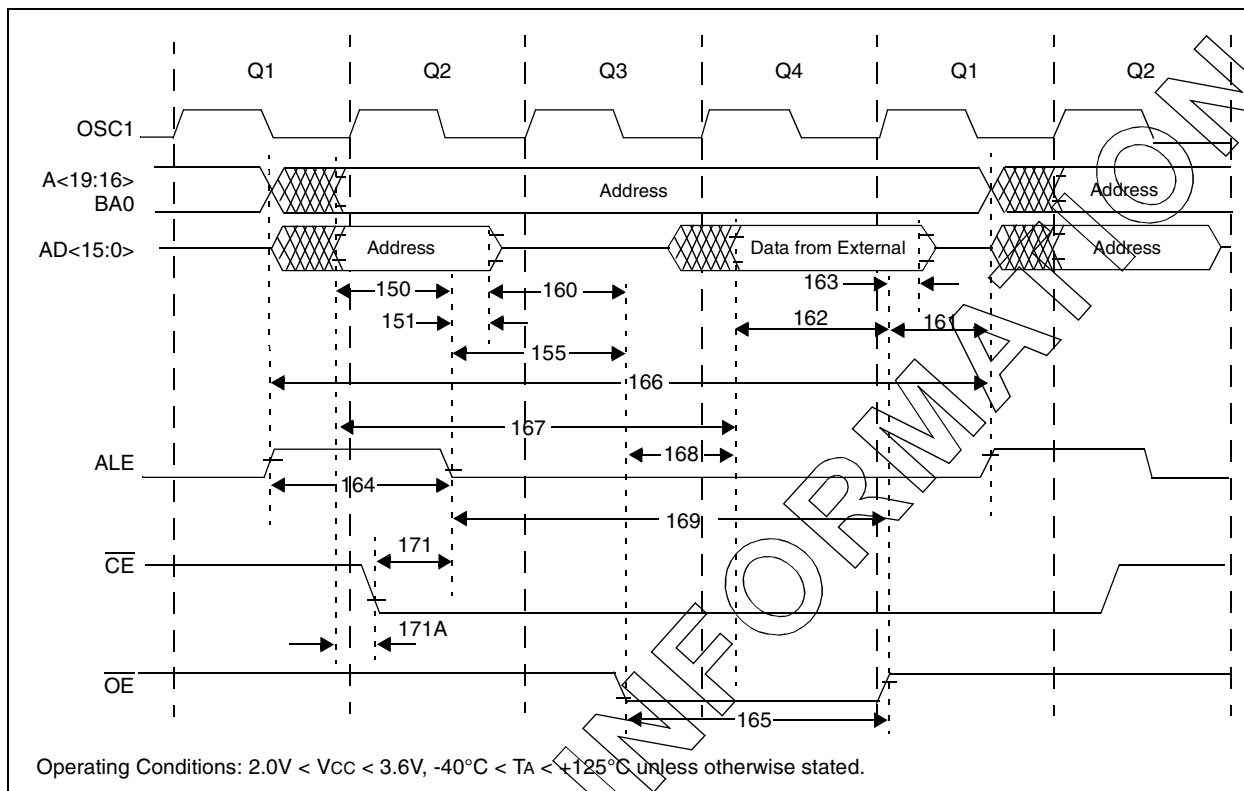 Q1 Q2 Q3 Q4 Q1 Q2
OSC1
A<19:16>
BA0
Address
Address
AD<15:0>
Address
Data from External
Address
150
160
163
151
162
161
155
166
167
ALE
168
164
169
CE
171
171A
OE
165
INFORMATION
Operating Conditions: 2.0V < VCC < 3.6V, -40°C < TA < +125°C unless otherwise stated.